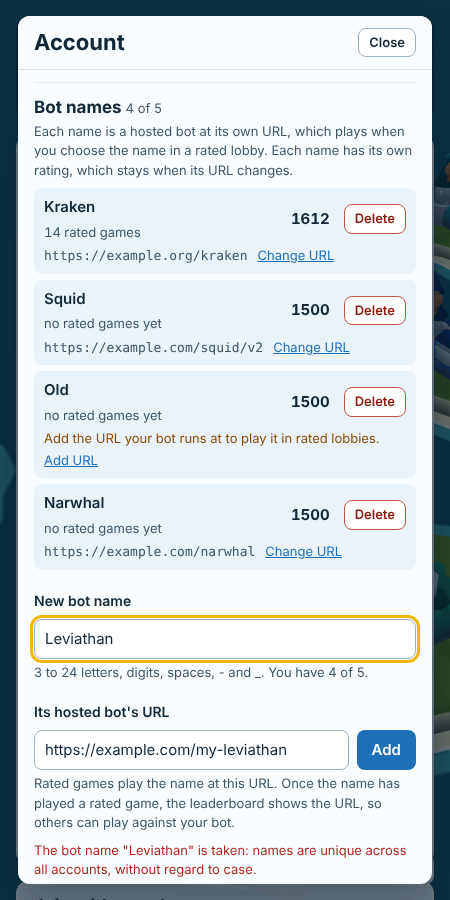 Account
Close
Bot names 4 of 5
Each name is a hosted bot at its own URL, which plays when
you choose the name in a rated lobby. Each name has its own
rating, which stays when its URL changes.
Kraken
14 rated games
1612
Delete
https://example.org/kraken Change URL
Squid
no rated games yet
1500
Delete
https://example.com/squid/v2 Change URL
Old
no rated games yet
1500
Delete
Add the URL your bot runs at to play it in rated lobbies.
Add URL
Narwhal
no rated games yet
1500
Delete
https://example.com/narwhal Change URL
New bot name
Leviathan
3 to 24 letters, digits, spaces, - and _. You have 4 of 5.
Its hosted bot's URL
https://example.com/my-leviathan
Add
Rated games play the name at this URL. Once the name has
played a rated game, the leaderboard shows the URL, so
others can play against your bot.
The bot name "Leviathan" is taken: names are unique across
all accounts, without regard to case.